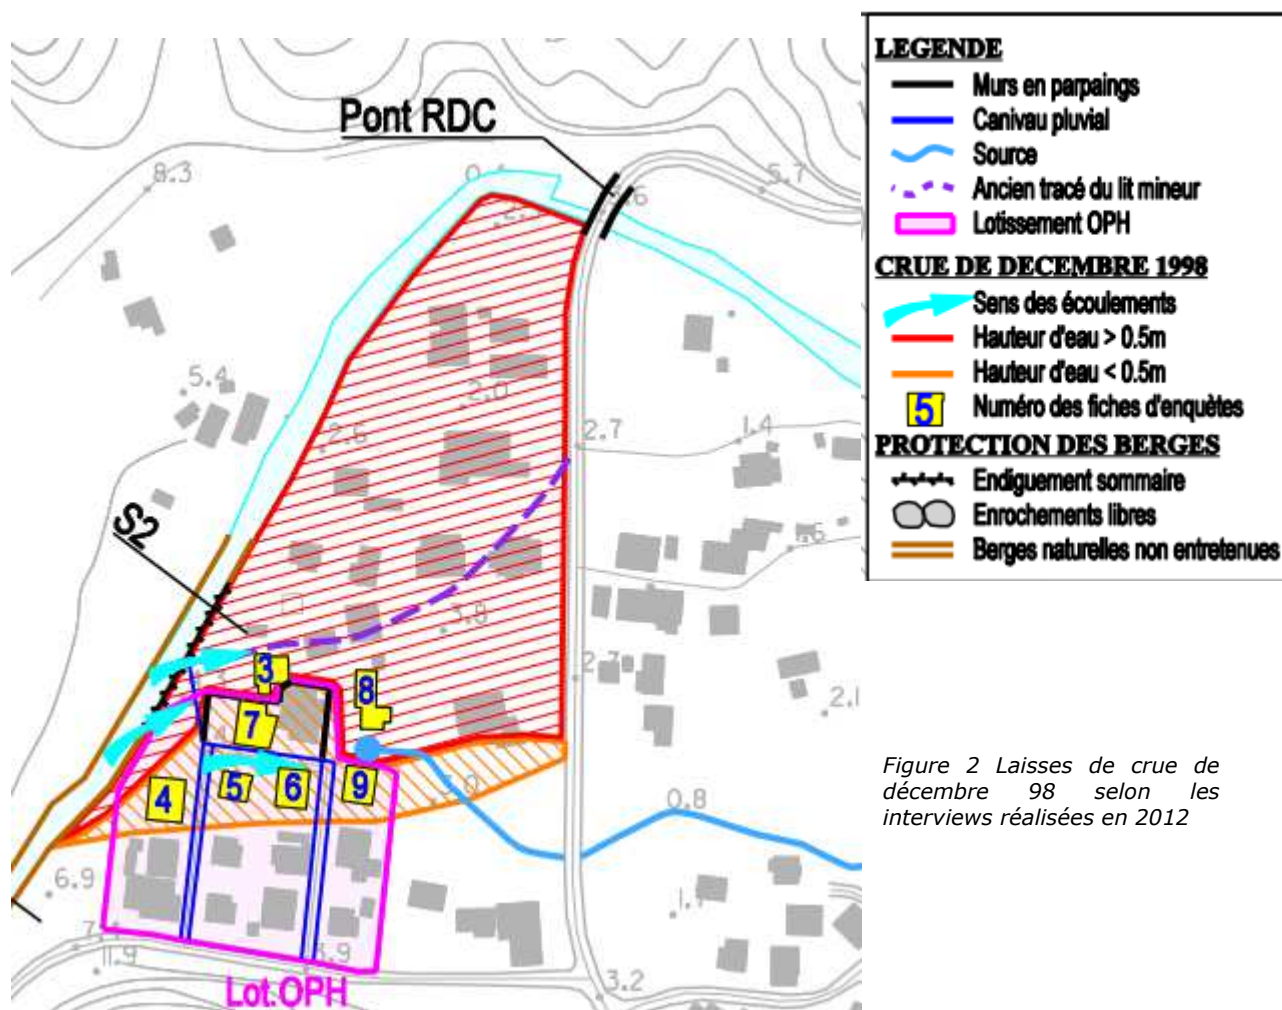 Pont RDC
8.3
5.7
5.4
2.0
2.6
2.7
1.4
S2
3.8
2.7
2.1
3
8
7
4
5
6
9
0.8
6.9
11.9
3.9
3.2
Lot.OPH
LEGENDE
Murs en parpaings
Canivau pluvial
Source
Ancien tracé du lit mineur
Lotissement OPH
CRUE DE DECEMBRE 1998
Sens des écoulements
Hauteur d'eau > 0.5m
Hauteur d'eau < 0.5m
5 Numéro des fiches d'enquètes
PROTECTION DES BERGES
Endiguement sommaire
Enrochements libres
Berges naturelles non entretenues
Figure 2 Laisses de crue de
décembre 98 selon les
interviews réalisées en 2012